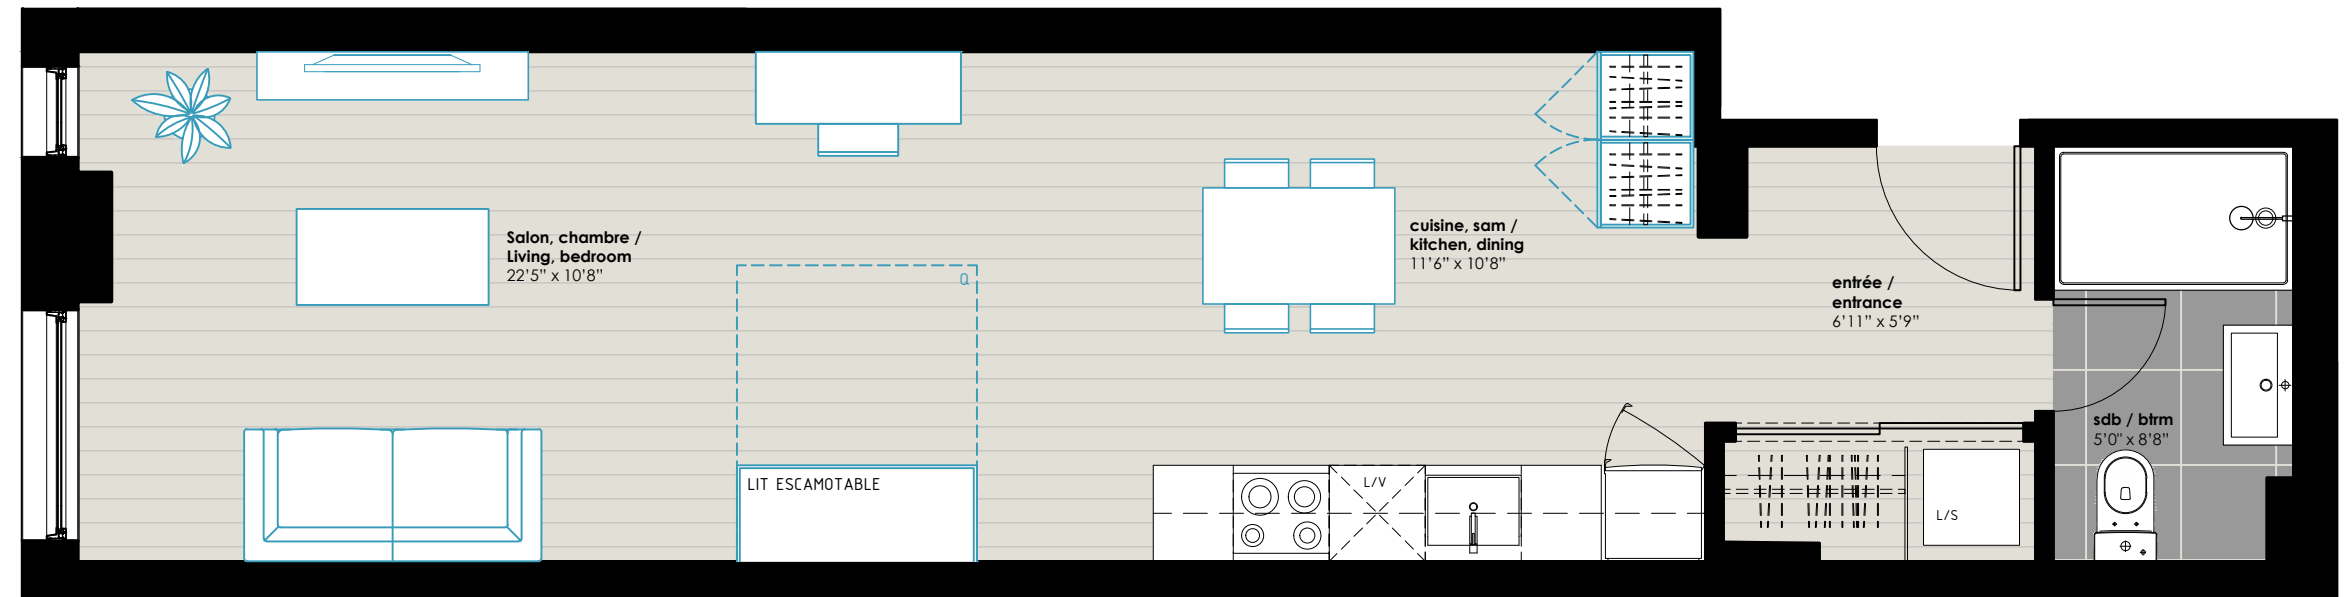 Salon, chambre /
Living, bedroom
22'5" x 10'8"
Q
LIT ESCAMOTABLE
cuisine, sam /
kitchen, dining
11'6" x 10'8"
L/V
entrée /
entrance
6'11" x 5'9"
L/S
sdb / btrm
5'0" x 8'8"